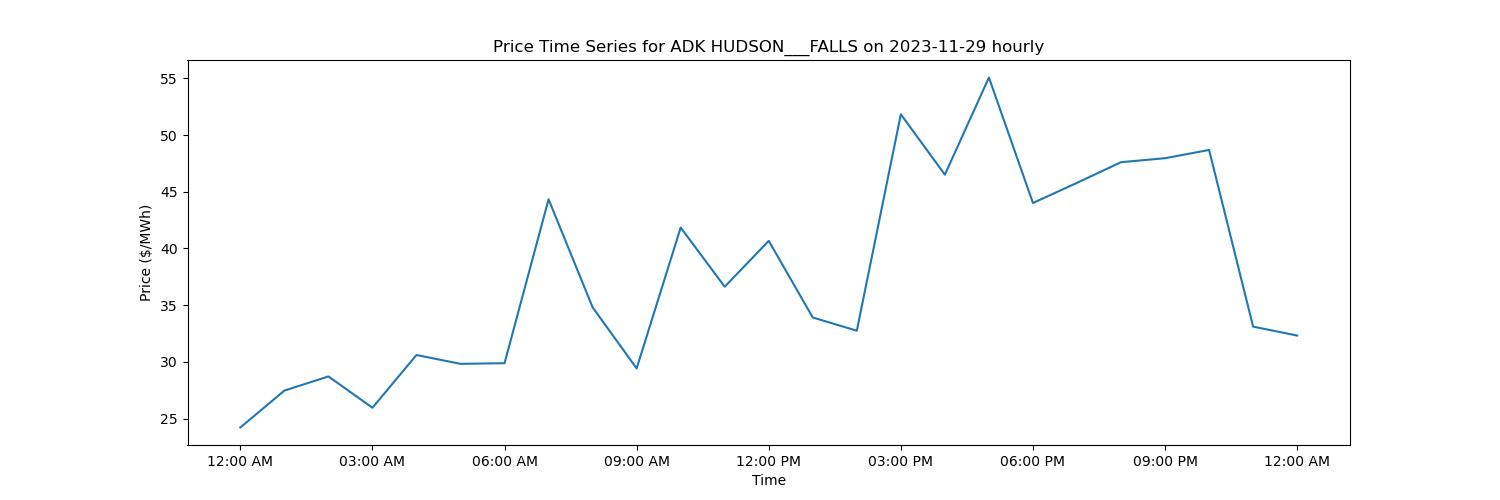 Price Time Series for ADK HUDSON___FALLS on 2023-11-29 hourly
Price ($/MWh)
55
50
45
40
35
30
25
12:00 AM 03:00 AM 06:00 AM 09:00 AM 12:00 PM 03:00 PM 06:00 PM 09:00 PM 12:00 AM
Time